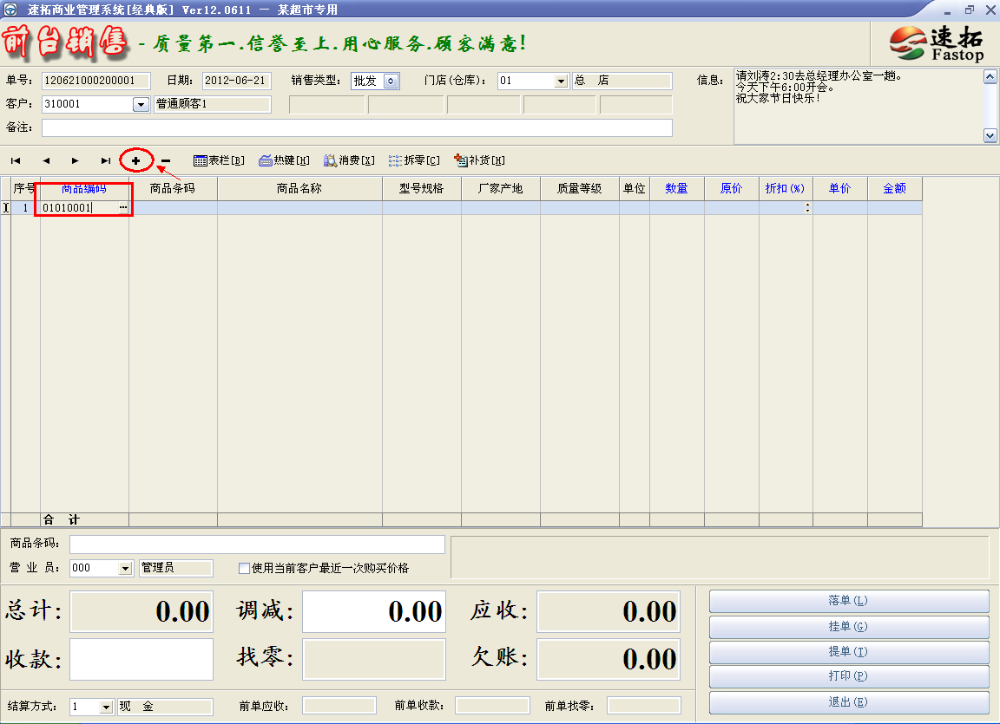 速拓商业管理系统[经典版] Ver12.0611 — 某超市专用
前台销售 - 质量第一.信誉至上.用心服务.顾客满意!
速拓
Fastop
单号: 120621000200001 日期: 2012-06-21 销售类型: 批发 门店(仓库): 01 总 店 信息:
请刘涛2:30去总经理办公室一趟。
今天下午6:00开会。
祝大家节日快乐!
客户: 310001 普通顾客1
备注:
表栏[B] 热键[H] 消费[X] 拆零[C] 补货[H]
序号 商品编码 商品条码 商品名称 型号规格 厂家产地 质量等级 单位 数量 原价 折扣(%) 单价 金额
1 01010001 ...
合 计
商品条码:
营 业 员: 000 管理员 使用当前客户最近一次购买价格
总计: 0.00 调减: 0.00 应收: 0.00
收款: 找零: 欠账: 0.00
结算方式: 1 现 金 前单应收: 前单收款: 前单找零:
落单(L)
挂单(G)
提单(T)
打印(P)
退出(E)